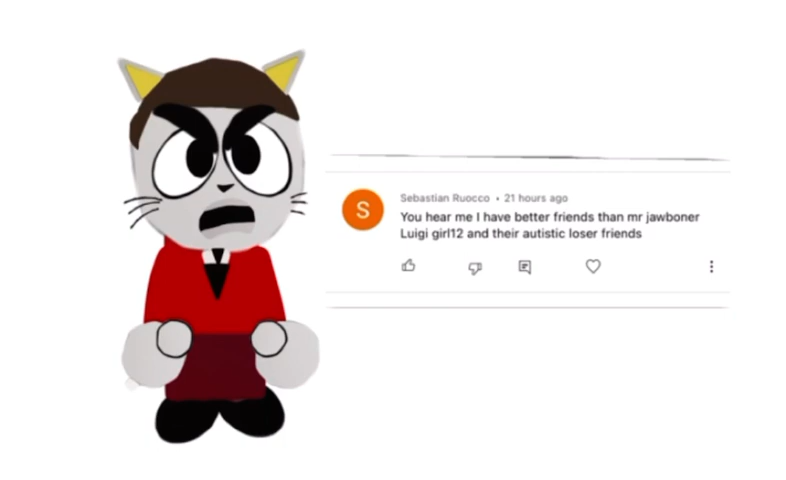 Sebastian Ruocco • 21 hours ago
You hear me I have better friends than mr jawboner
Luigi girl12 and their autistic loser friends